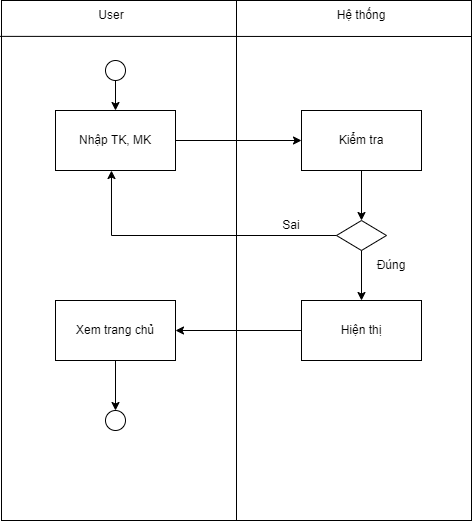 User
Hệ thống
Nhập TK, MK
Kiểm tra
Sai
Đúng
Xem trang chủ
Hiện thị